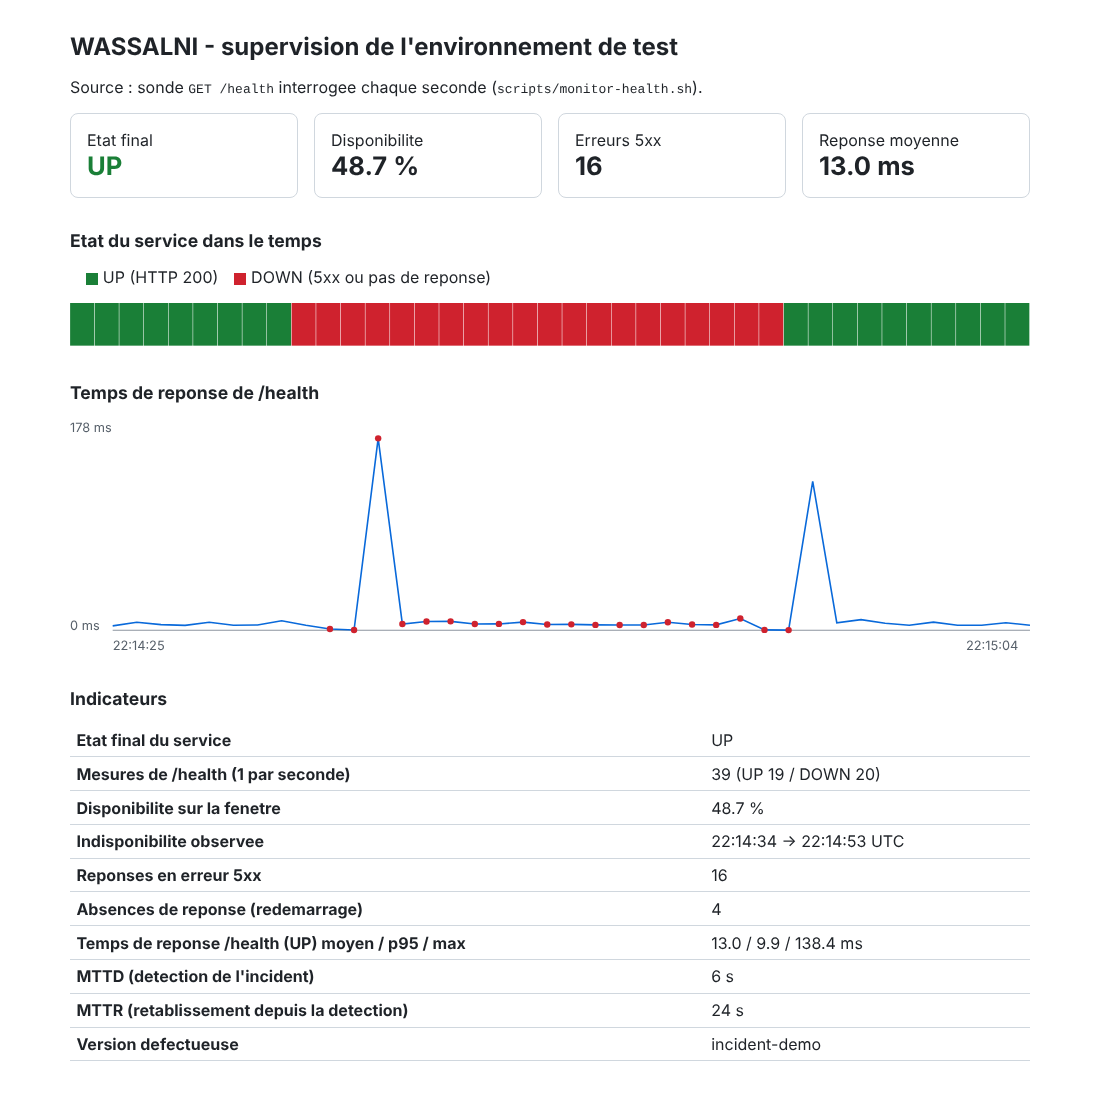 WASSALNI - supervision de l'environnement de test
Source : sonde GET /health interrogee chaque seconde (scripts/monitor-health.sh).
Etat final
UP
Disponibilite
48.7 %
Erreurs 5xx
16
Reponse moyenne
13.0 ms
Etat du service dans le temps
UP (HTTP 200) DOWN (5xx ou pas de reponse)
Temps de reponse de /health
178 ms
0 ms
22:14:25 22:15:04
Indicateurs
Etat final du service UP
Mesures de /health (1 par seconde) 39 (UP 19 / DOWN 20)
Disponibilite sur la fenetre 48.7 %
Indisponibilite observee 22:14:34 → 22:14:53 UTC
Reponses en erreur 5xx 16
Absences de reponse (redemarrage) 4
Temps de reponse /health (UP) moyen / p95 / max 13.0 / 9.9 / 138.4 ms
MTTD (detection de l'incident) 6 s
MTTR (retablissement depuis la detection) 24 s
Version defectueuse incident-demo